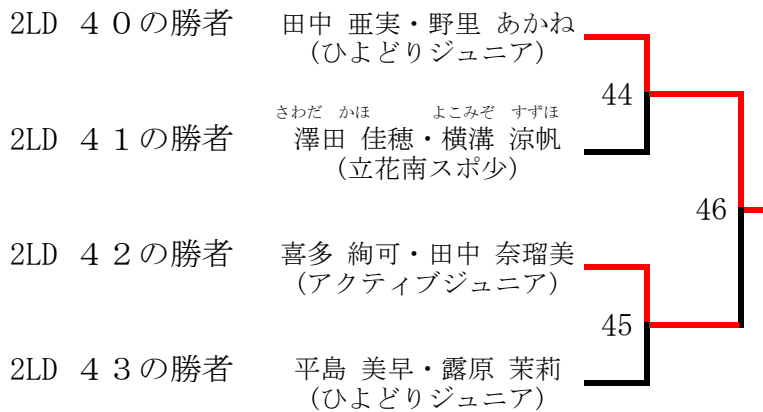 2LD ４０の勝者 田中 亜実・野里 あかね
(ひよどりジュニア)
44
さわだ かほ よこみぞ すずほ
2LD ４１の勝者 澤田 佳穂・横溝 涼帆
(立花南スポ少)
46
2LD ４２の勝者 喜多 絢可・田中 奈瑠美
(アクティブジュニア)
45
2LD ４３の勝者 平島 美早・露原 茉莉
(ひよどりジュニア)